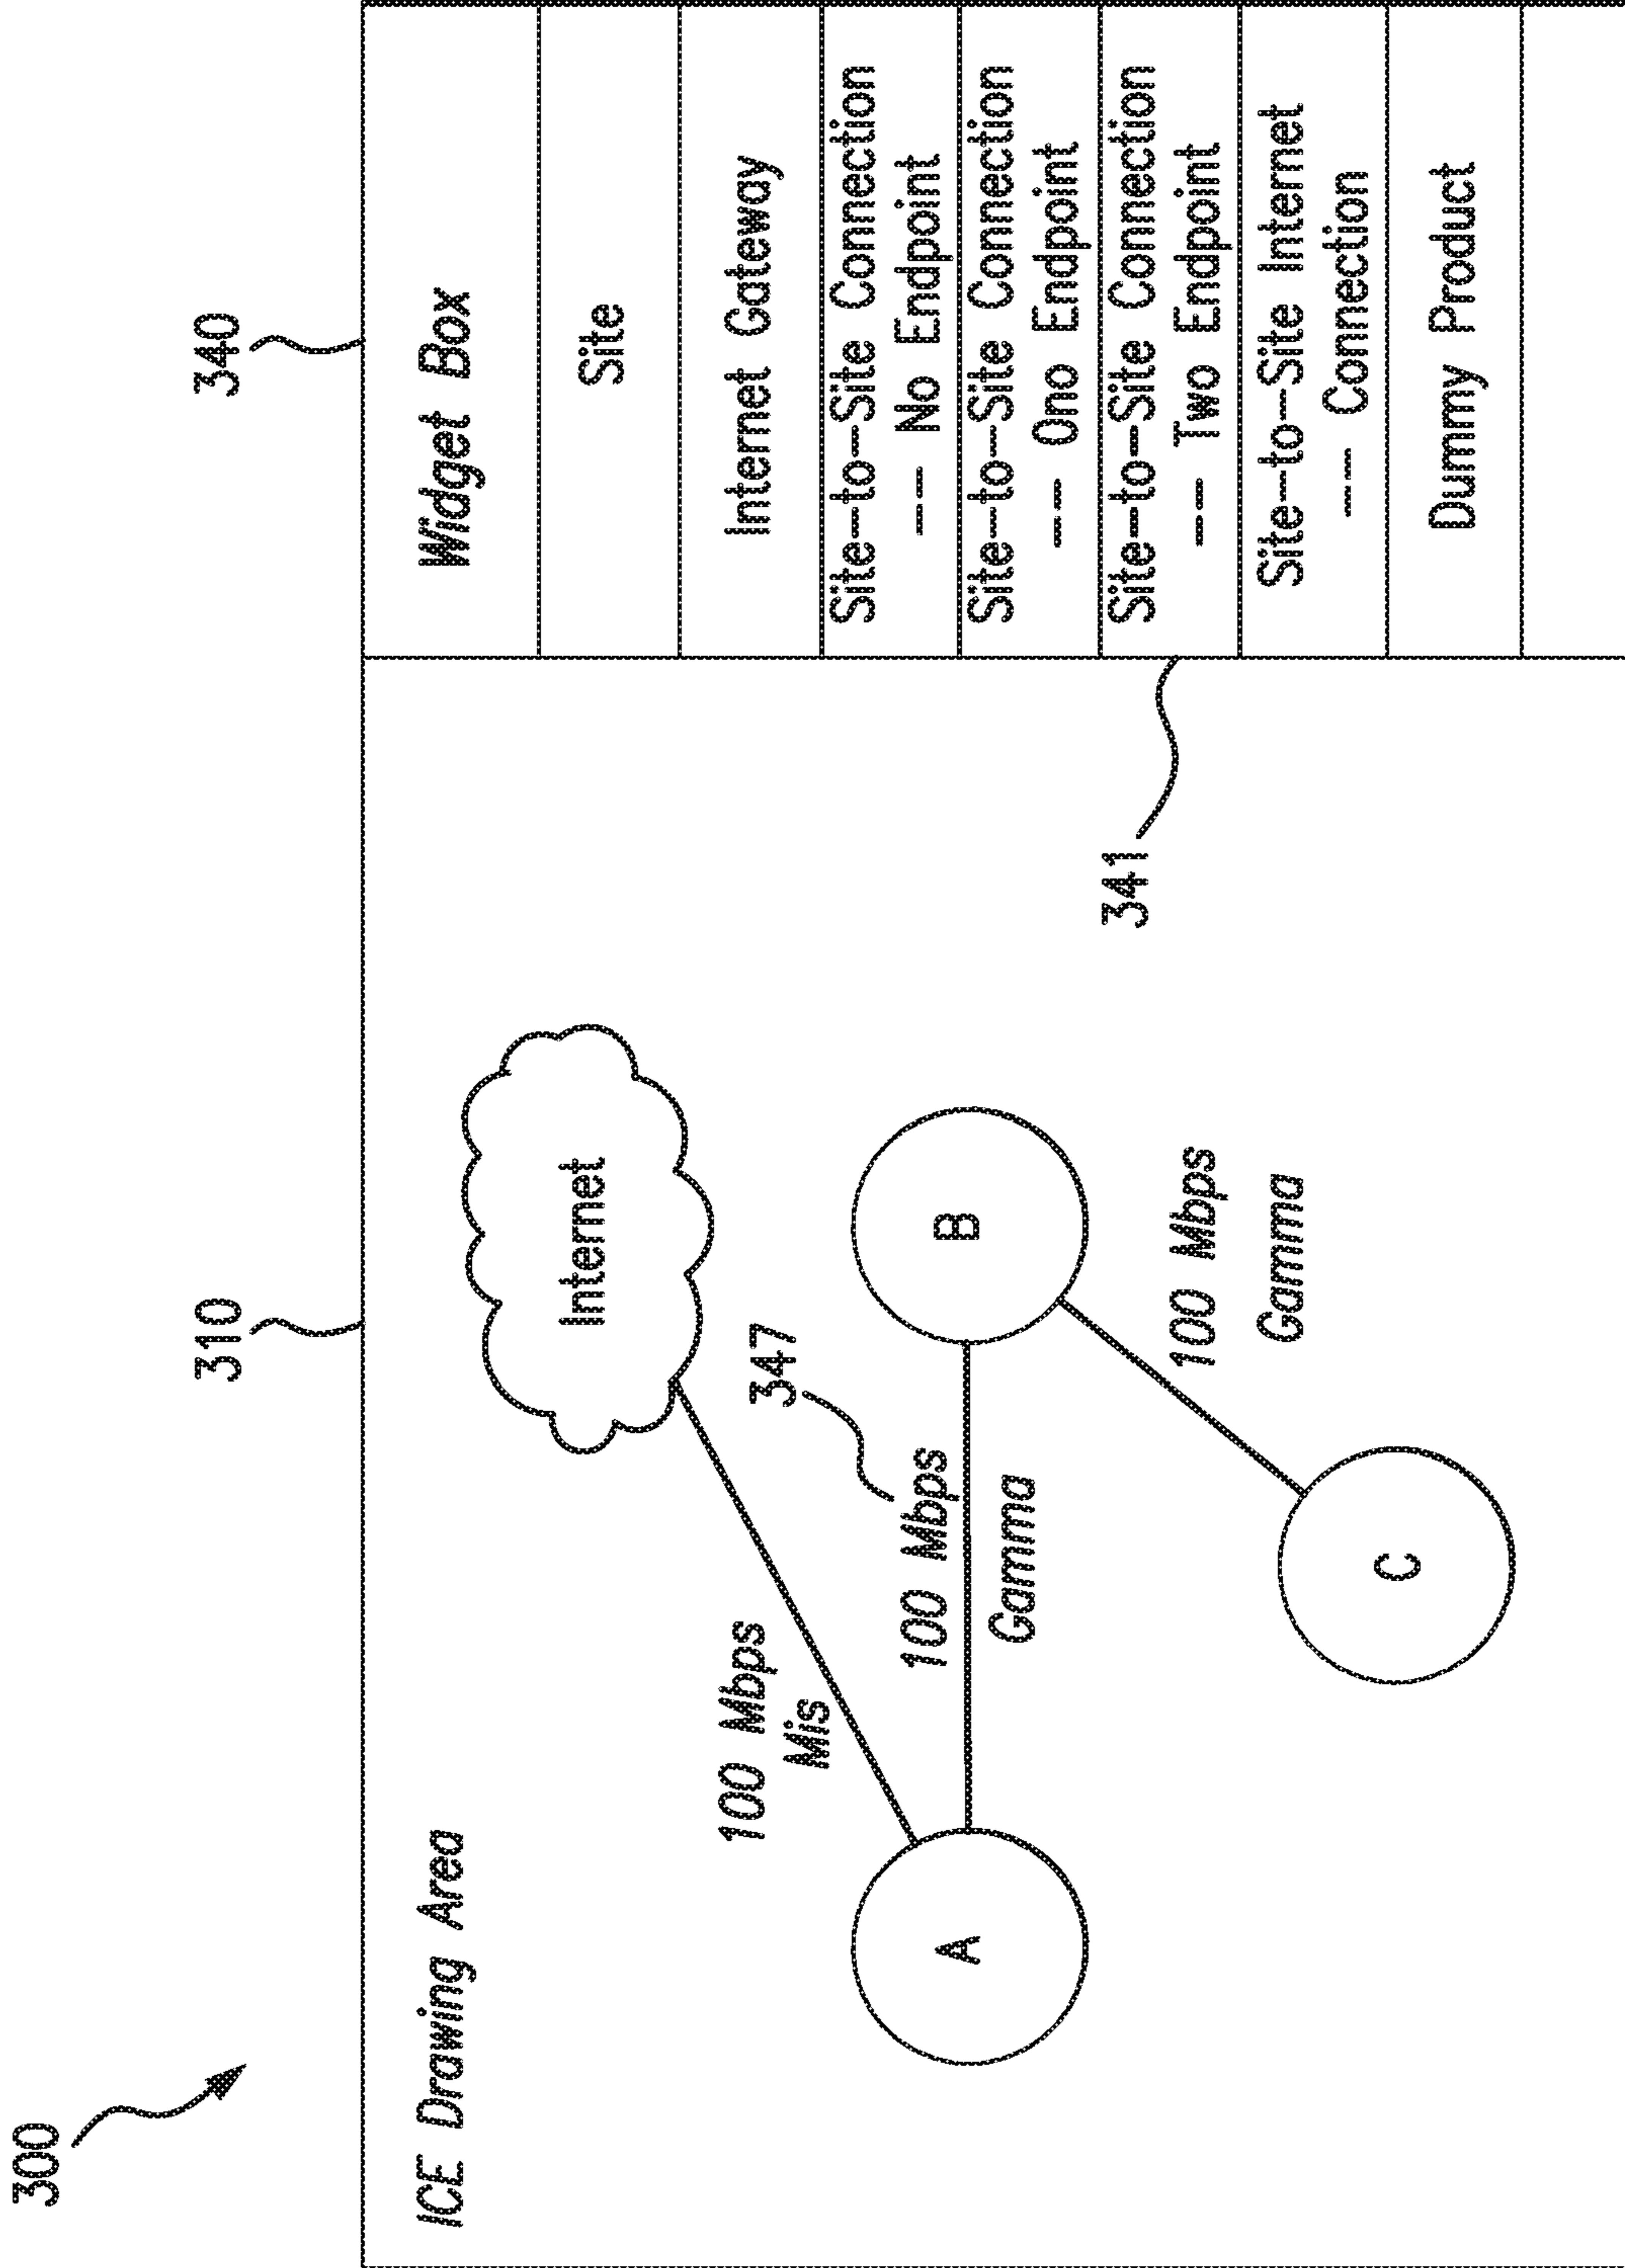 300
310
340
ICE Drawing Area
Widget Box
Internet
Site
100 Mbps
Mis
347
Internet Gateway
Site-to-Site Connection
-- No Endpoint
100 Mbps
Gamma
A
B
Site-to-Site Connection
-- Ono Endpoint
341
Site-to-Site Connection
-- Two Endpoint
100 Mbps
Gamma
Site-to-Site Internet
-- Connection
C
Dummy Product